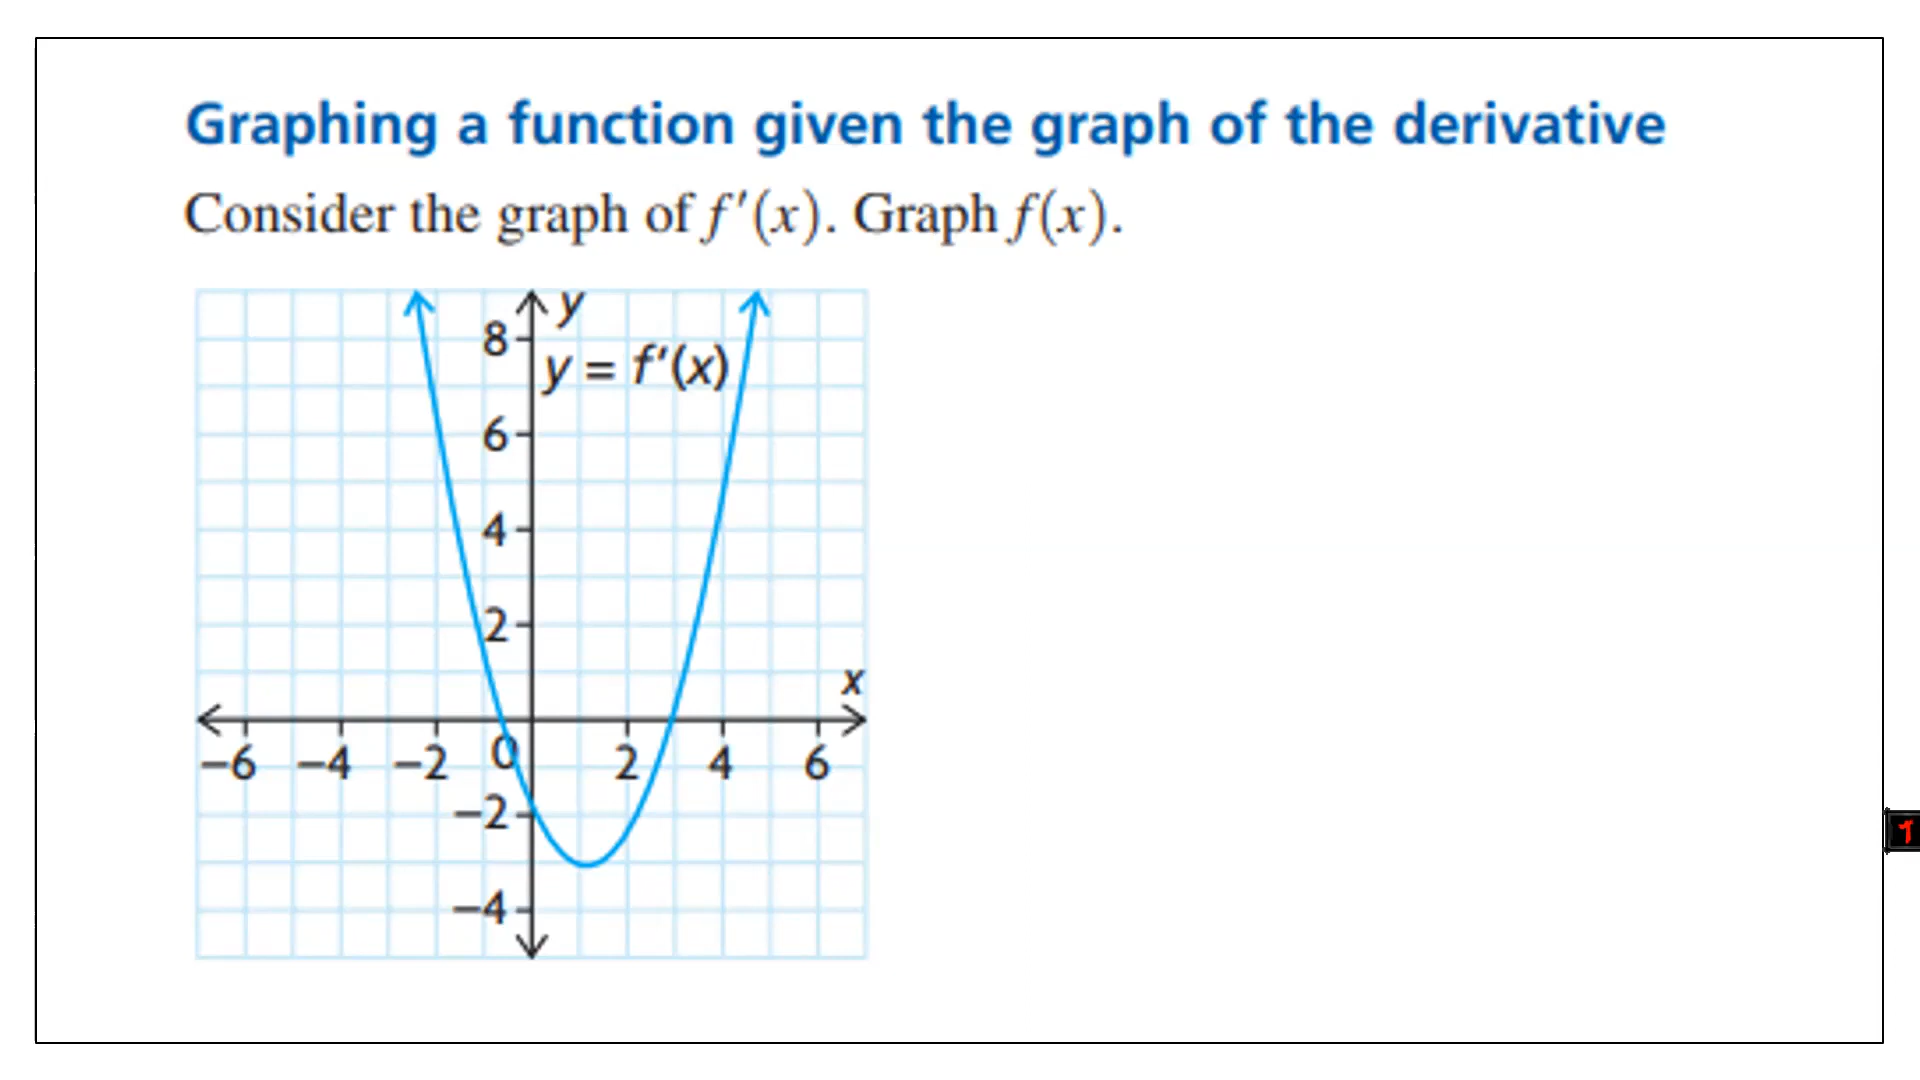 Graphing a function given the graph of the derivative
Consider the graph of f′(x). Graph f(x).
y
8
y = f′(x)
6
4
2
x
−6 −4 −2 0 2 4 6
−2
−4
1